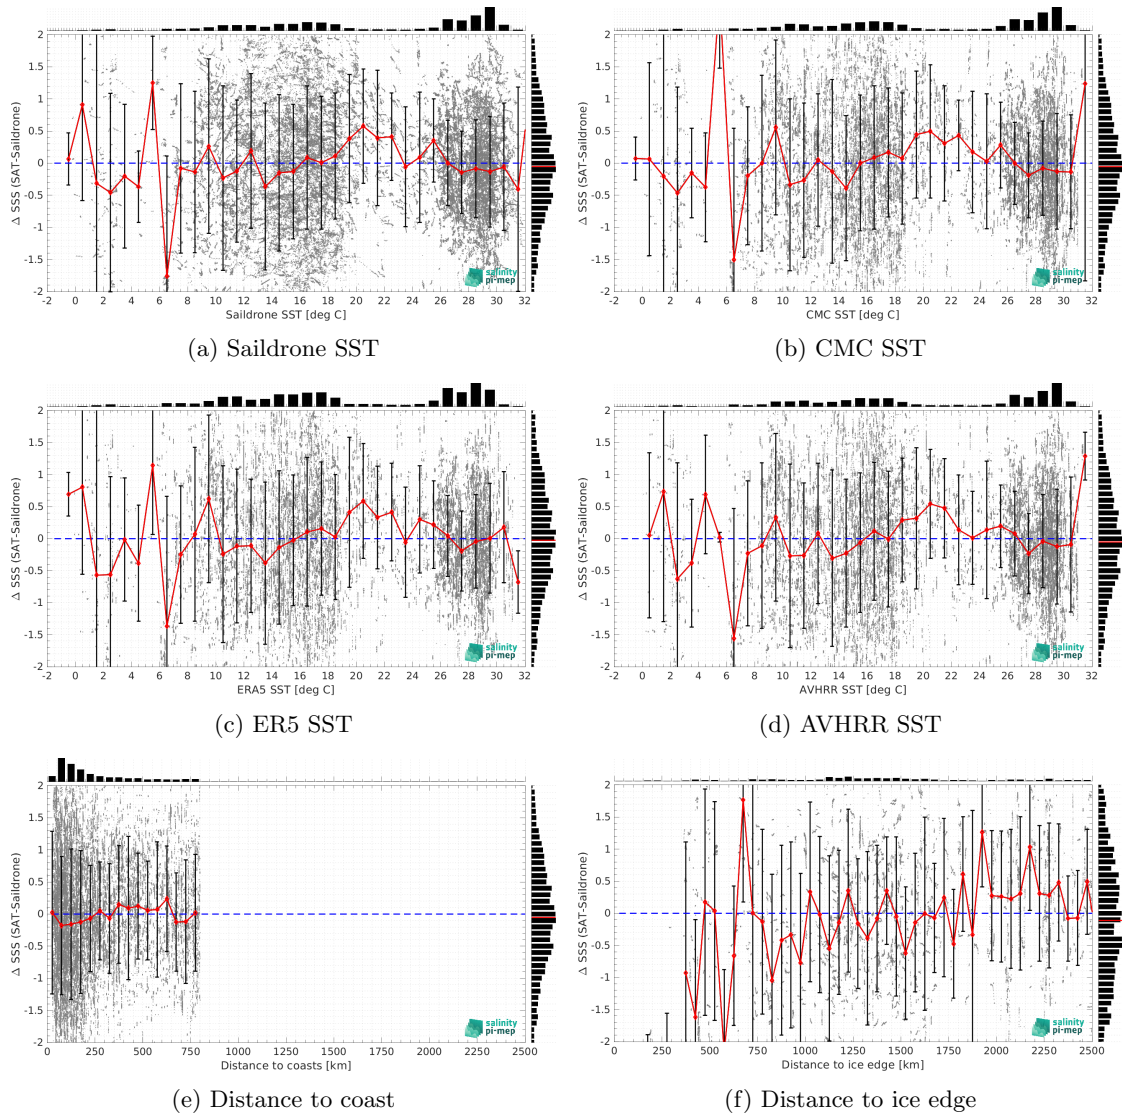 2
1.5
1
0.5
0
-0.5
-1
-1.5
-2
Δ SSS (SAT-Saildrone)
-2 0 2 4 6 8 10 12 14 16 18 20 22 24 26 28 30 32
Saildrone SST [deg C]
salinity
pi-mep
(a) Saildrone SST
2
1.5
1
0.5
0
-0.5
-1
-1.5
-2
Δ SSS (SAT-Saildrone)
-2 0 2 4 6 8 10 12 14 16 18 20 22 24 26 28 30 32
CMC SST [deg C]
salinity
pi-mep
(b) CMC SST
2
1.5
1
0.5
0
-0.5
-1
-1.5
-2
Δ SSS (SAT-Saildrone)
-2 0 2 4 6 8 10 12 14 16 18 20 22 24 26 28 30 32
ERA5 SST [deg C]
salinity
pi-mep
(c) ER5 SST
2
1.5
1
0.5
0
-0.5
-1
-1.5
-2
Δ SSS (SAT-Saildrone)
-2 0 2 4 6 8 10 12 14 16 18 20 22 24 26 28 30 32
AVHRR SST [deg C]
salinity
pi-mep
(d) AVHRR SST
2
1.5
1
0.5
0
-0.5
-1
-1.5
-2
Δ SSS (SAT-Saildrone)
0 250 500 750 1000 1250 1500 1750 2000 2250 2500
Distance to coasts [km]
salinity
pi-mep
(e) Distance to coast
2
1.5
1
0.5
0
-0.5
-1
-1.5
-2
Δ SSS (SAT-Saildrone)
0 250 500 750 1000 1250 1500 1750 2000 2250 2500
Distance to ice edge [km]
salinity
pi-mep
(f) Distance to ice edge